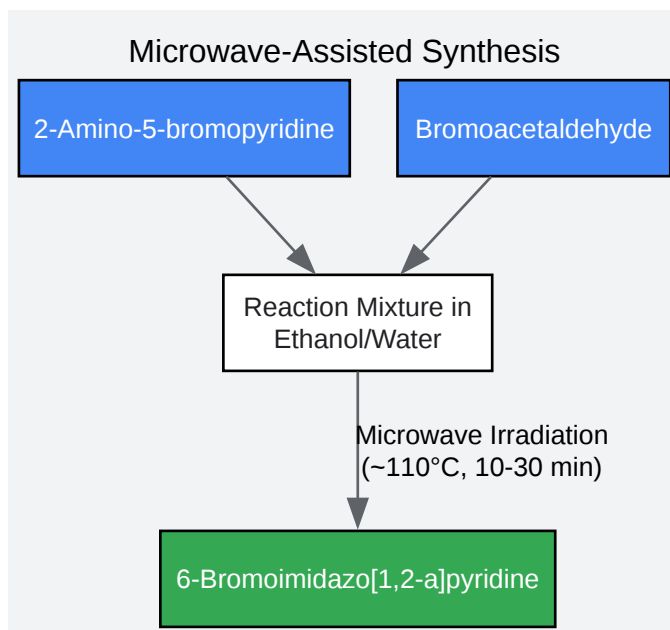 Microwave-Assisted Synthesis
2-Amino-5-bromopyridine
Bromoacetaldehyde
Reaction Mixture in
Ethanol/Water
Microwave Irradiation
(~110°C, 10-30 min)
6-Bromoimidazo[1,2-a]pyridine